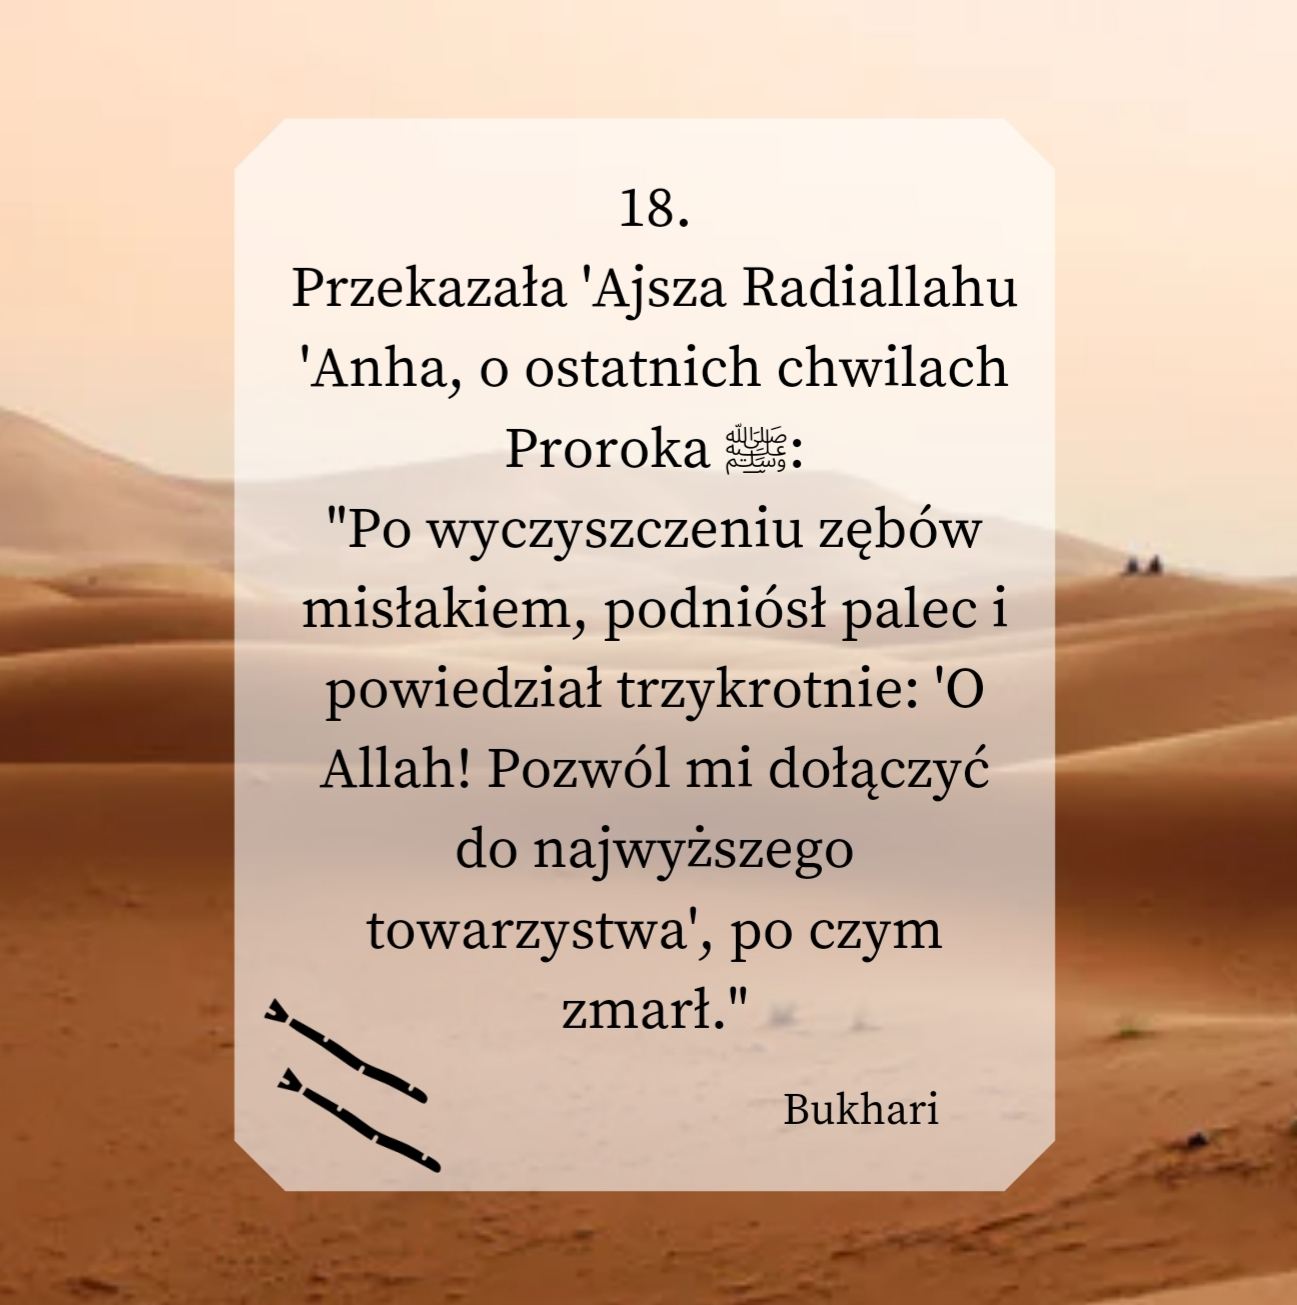 18.
Przekazała 'Ajsza Radiallahu
'Anha, o ostatnich chwilach
Proroka ﷺ:
"Po wyczyszczeniu zębów
misłakiem, podniósł palec i
powiedział trzykrotnie: 'O
Allah! Pozwól mi dołączyć
do najwyższego
towarzystwa', po czym
zmarł."
Bukhari